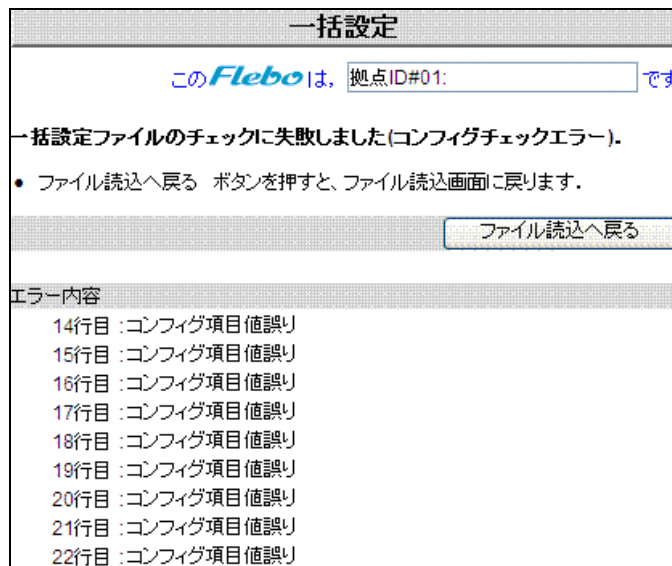 一括設定
このFleboは, 拠点ID#01: です
一括設定ファイルのチェックに失敗しました(コンフィグチェックエラー).
• ファイル読込へ戻る ボタンを押すと、ファイル読込画面に戻ります.
ファイル読込へ戻る
エラー内容
14行目 :コンフィグ項目値誤り
15行目 :コンフィグ項目値誤り
16行目 :コンフィグ項目値誤り
17行目 :コンフィグ項目値誤り
18行目 :コンフィグ項目値誤り
19行目 :コンフィグ項目値誤り
20行目 :コンフィグ項目値誤り
21行目 :コンフィグ項目値誤り
22行目 :コンフィグ項目値誤り